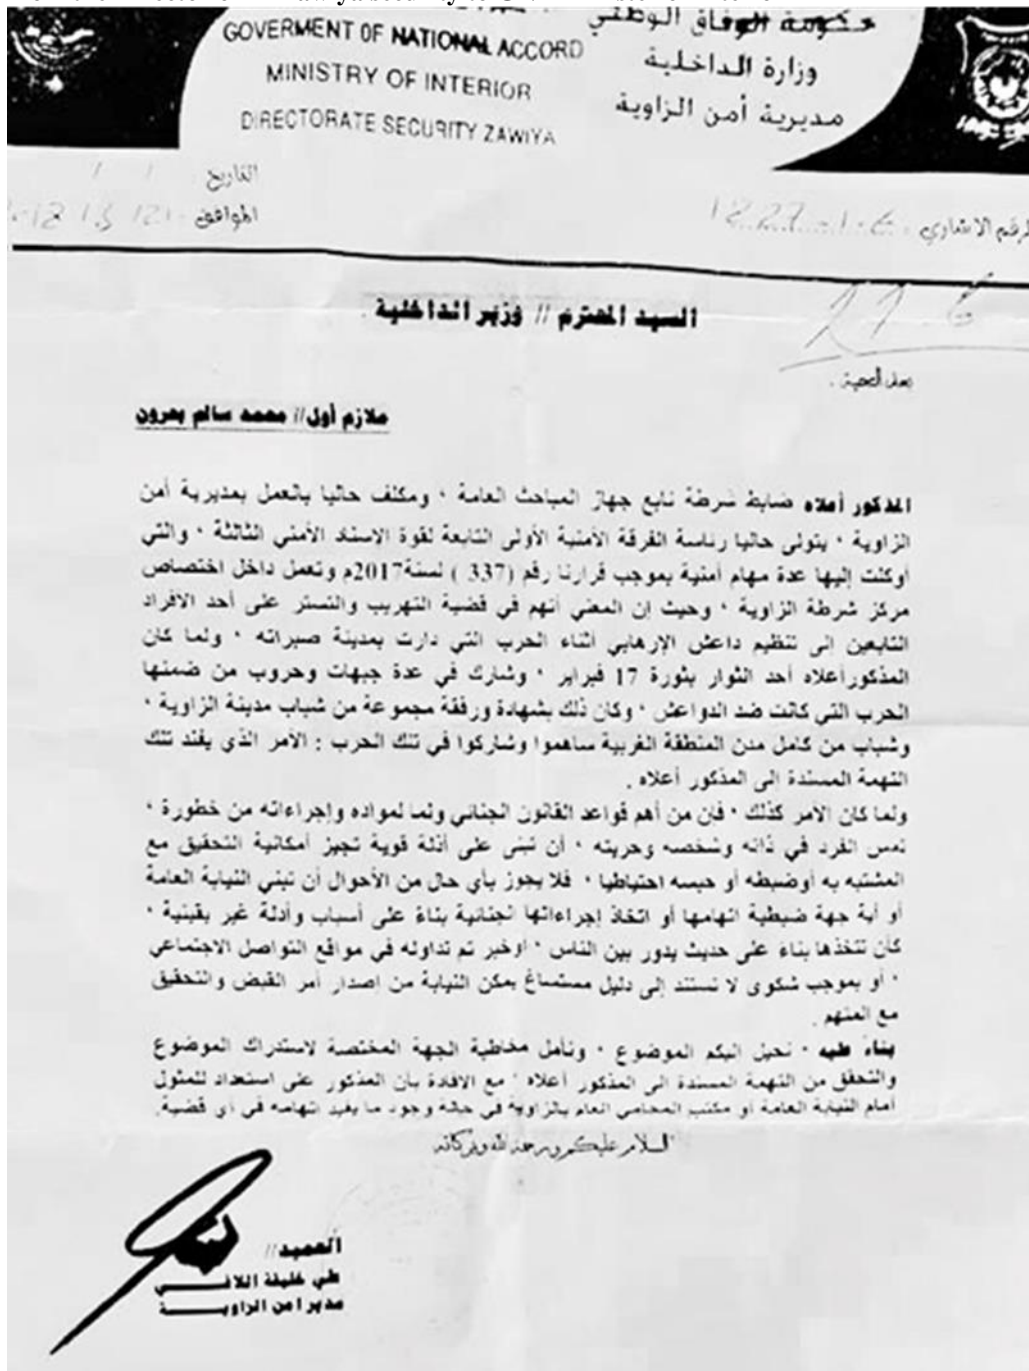 GOVERMENT OF NATIONAL ACCORD
MINISTRY OF INTERIOR
DIRECTORATE SECURITY ZAWIYA
حكومة الوفاق الوطني
وزارة الداخلية
مديرية أمن الزاوية
التاريخ / /
الموافق
الرقم الاشاري
السيد المحترم // وزير الداخلية .
بعد التحية .
ملازم أول // محمد سالم بحرون
المذكور أعلاه ضابط شرطة تابع جهاز المباحث العامة ، ومكلف حاليا بالعمل بمديرية أمن
الزاوية ، يتولى حاليا رئاسة الفرقة الأمنية الأولى التابعة لقوة الإسناد الأمني الثالثة ، والتي
أوكلت إليها عدة مهام أمنية بموجب قرارنا رقم (337 ) لسنة2017م وتعمل داخل اختصاص
مركز شرطة الزاوية ، وحيث إن المعني أتهم في قضية التهريب والتستر على أحد الافراد
التابعين الى تنظيم داعش الإرهابي أثناء الحرب التي دارت بمدينة صبراته ، ولما كان
المذكورأعلاه أحد الثوار بثورة 17 فبراير ، وشارك في عدة جبهات وحروب من ضمنها
الحرب التي كانت ضد الدواعش ، وكان ذلك بشهادة ورفقة مجموعة من شباب مدينة الزاوية ،
وشباب من كامل مدن المنطقة الغربية ساهموا وشاركوا في تلك الحرب : الأمر الذي يفند تلك
التهمة المسندة الى المذكور أعلاه .
ولما كان الأمر كذلك ، فإن من أهم قواعد القانون الجنائي ولما لمواده وإجراءاته من خطورة ،
تمس الفرد في ذاته وشخصه وحريته ، أن تبنى على أدلة قوية تجيز أمكانية التحقيق مع
المشتبه به أوضبطه أو حبسه احتياطيا ، فلا يجوز بأي حال من الأحوال أن تبني النيابة العامة
أو أية جهة ضبطية اتهامها أو اتخاذ إجراءاتها الجنائية بناءً على أسباب وأدلة غير يقينية ،
كأن تتخذها بناءً على حديث يدور بين الناس ، أوخبر تم تداوله في مواقع التواصل الاجتماعي
، أو بموجب شكوى لا تستند إلى دليل مستساغ يمكن النيابة من اصدار أمر القبض والتحقيق
مع المتهم .
بناءً عليه ، نحيل اليكم الموضوع ، ونأمل مخاطبة الجهة المختصة لاستدراك الموضوع
والتحقق من التهمة المسندة الى المذكور أعلاه ، مع الافادة بأن المذكور على استعداد للمثول
أمام النيابة العامة أو مكتب المحامي العام بالزاوية في حالة وجود ما يفيد اتهامه في أي قضية.
السلام عليكم ورحمة الله وبركاته
العميد //
علي خليفة اللافي
مدير أمن الزاوية